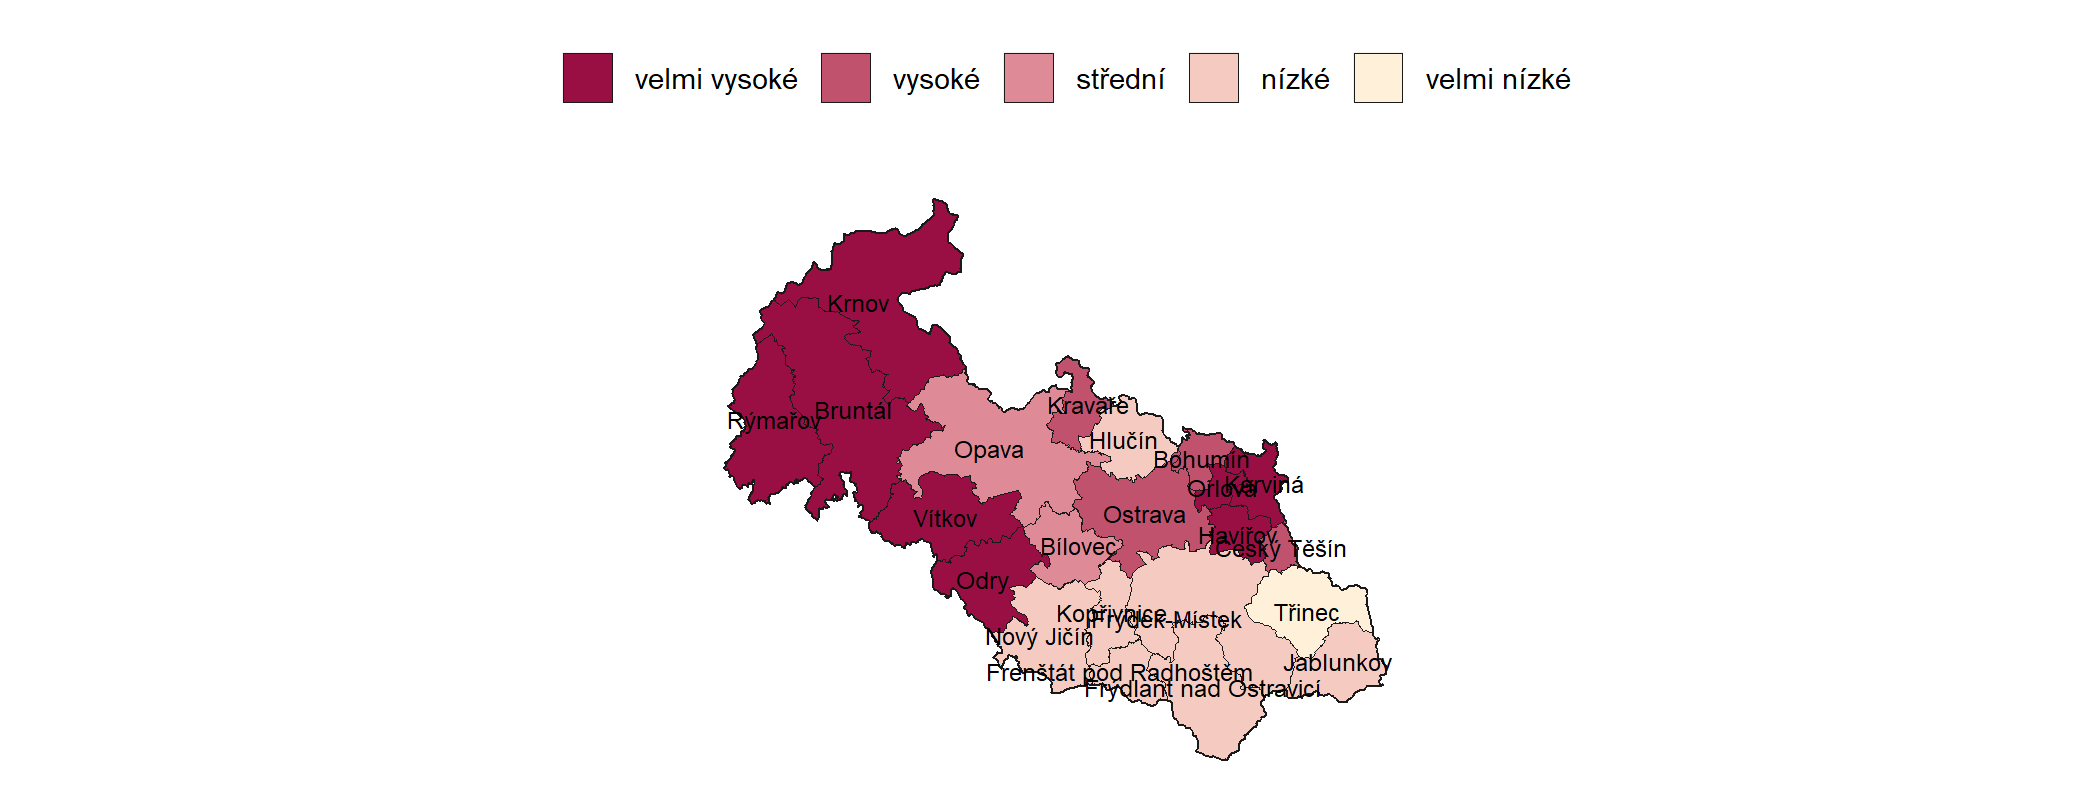 velmi vysoké
vysoké
střední
nízké
velmi nízké
Krnov
Kravaře
Bruntál
Rýmařov
Hlučín
Opava
Bohumín
Karviná
Orlová
Ostrava
Vítkov
Havířov
Bílovec
Český Těšín
Odry
Kopřivnice
Třinec
Frýdek-Místek
Nový Jičín
Jablunkov
Frenštát pod Radhoštěm
Frýdlant nad Ostravicí